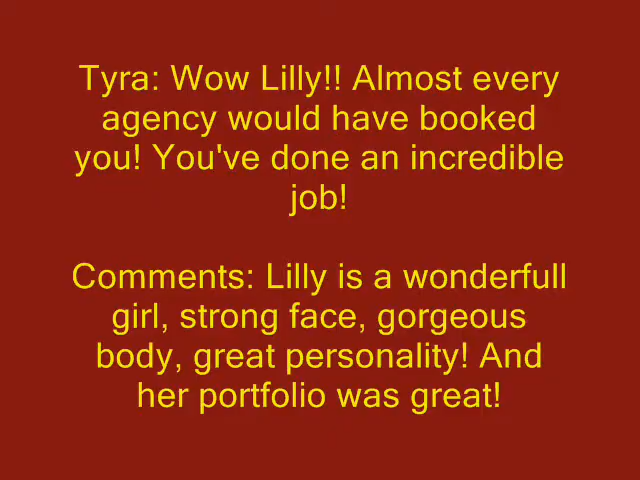 Tyra: Wow Lilly!! Almost every
agency would have booked
you! You've done an incredible
job!
Comments: Lilly is a wonderfull
girl, strong face, gorgeous
body, great personality! And
her portfolio was great!